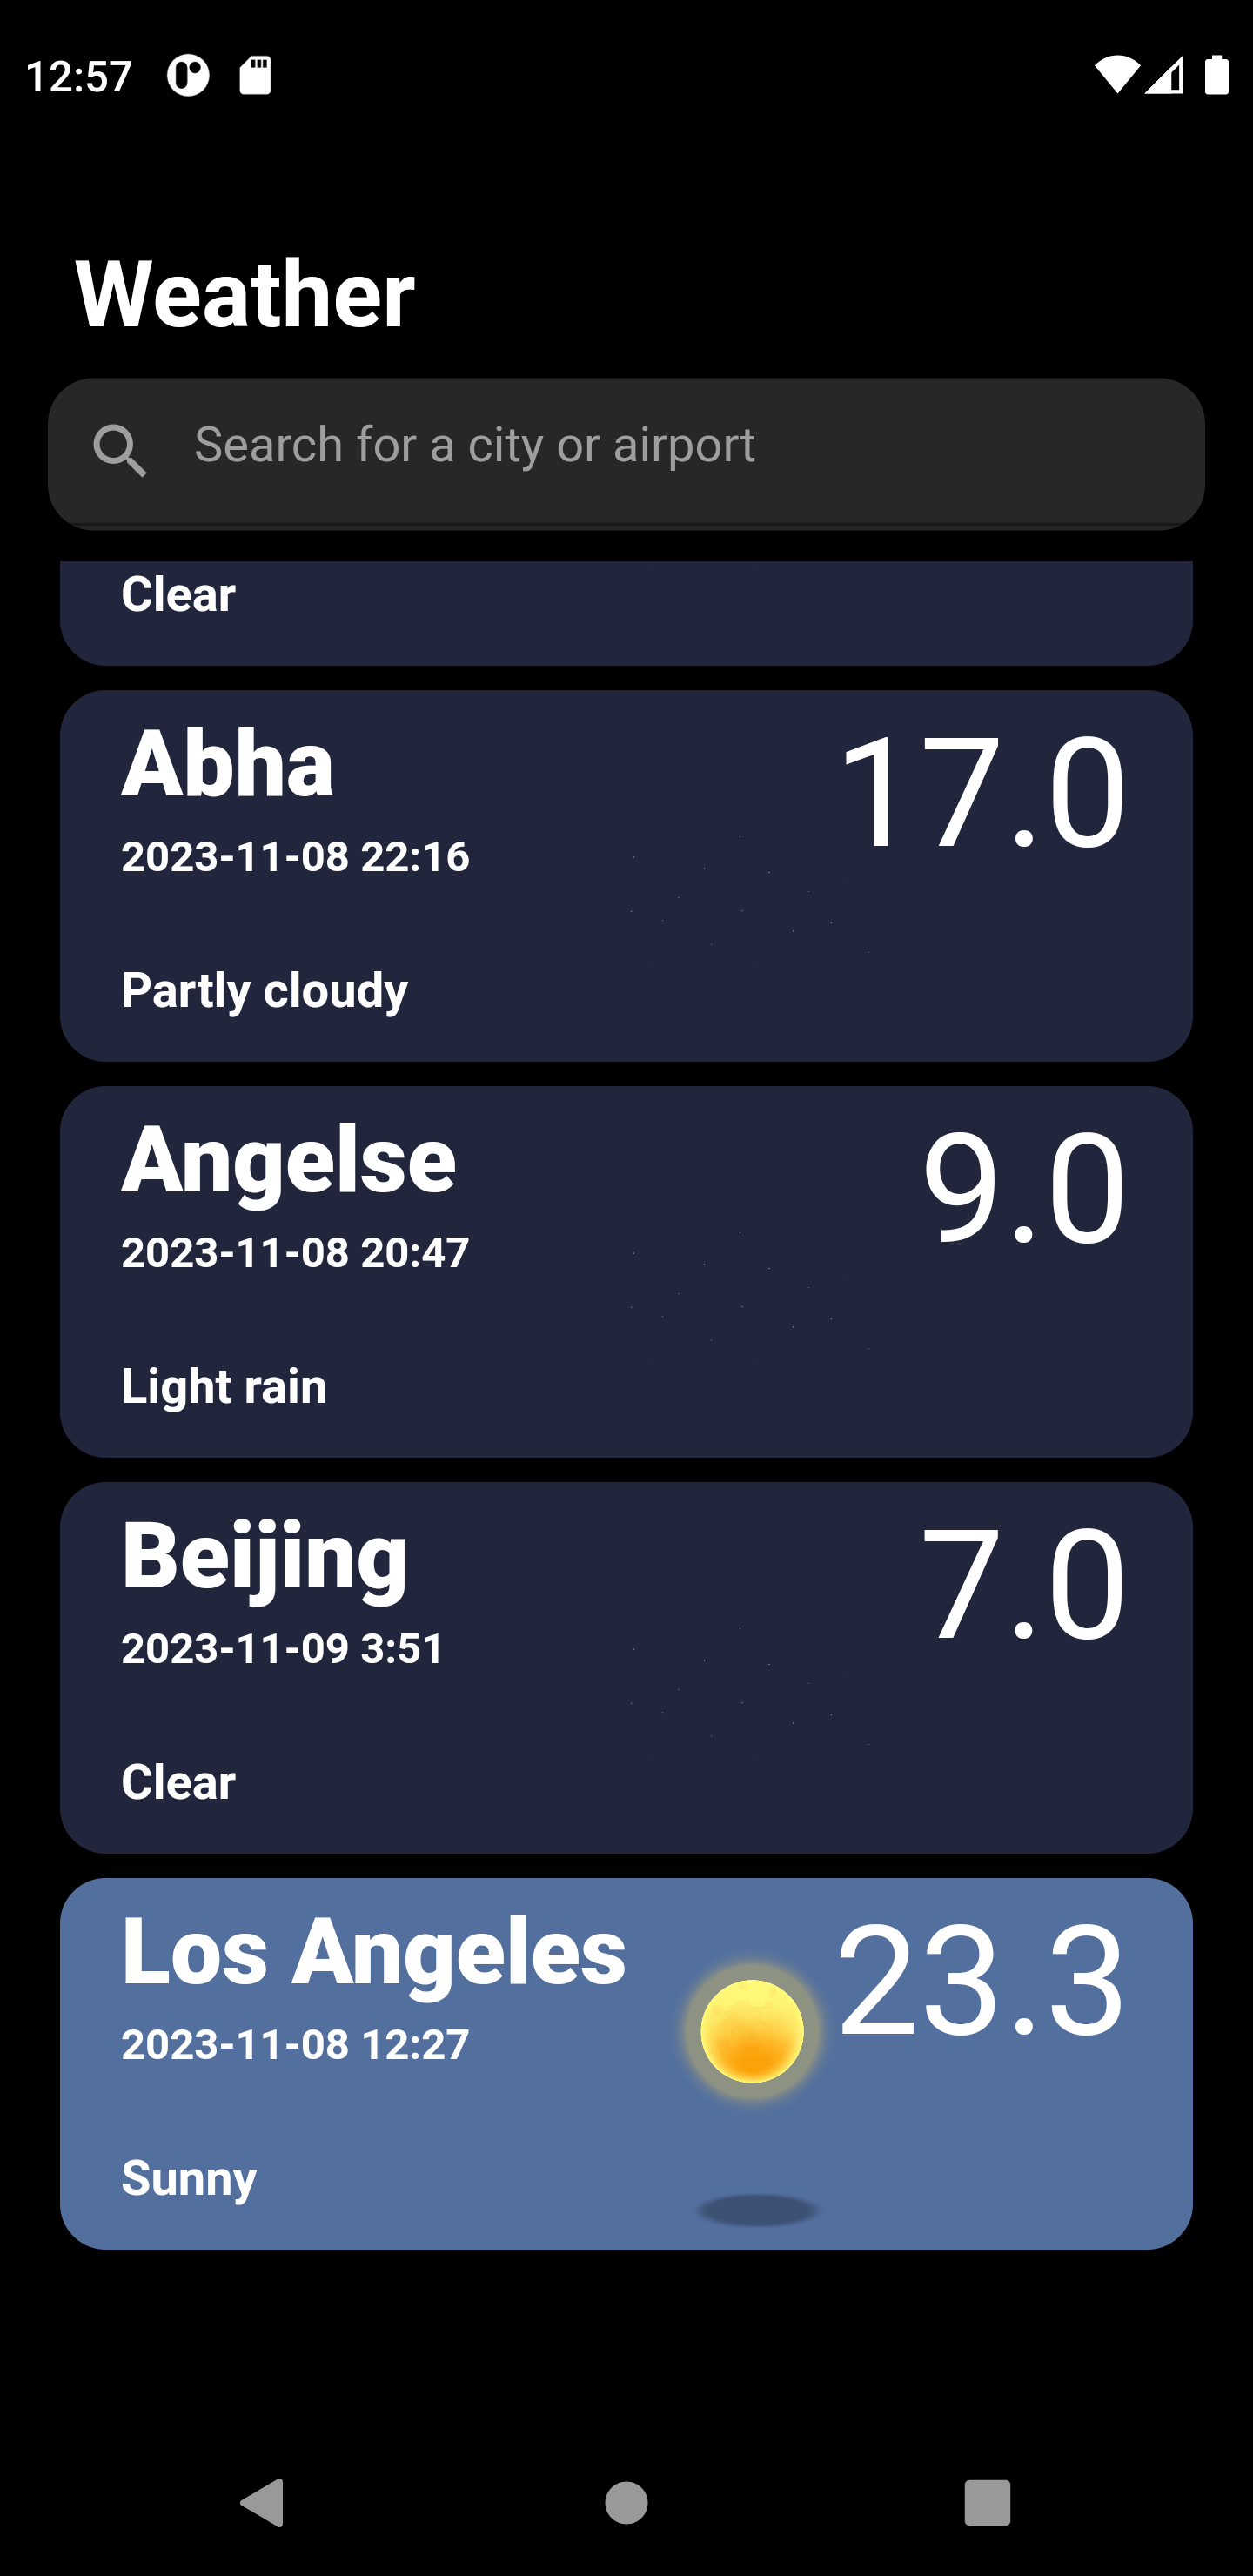 12:57
Weather
Search for a city or airport
Clear
Abha
17.0
2023-11-08 22:16
Partly cloudy
Angelse
9.0
2023-11-08 20:47
Light rain
Beijing
7.0
2023-11-09 3:51
Clear
Los Angeles
23.3
2023-11-08 12:27
Sunny